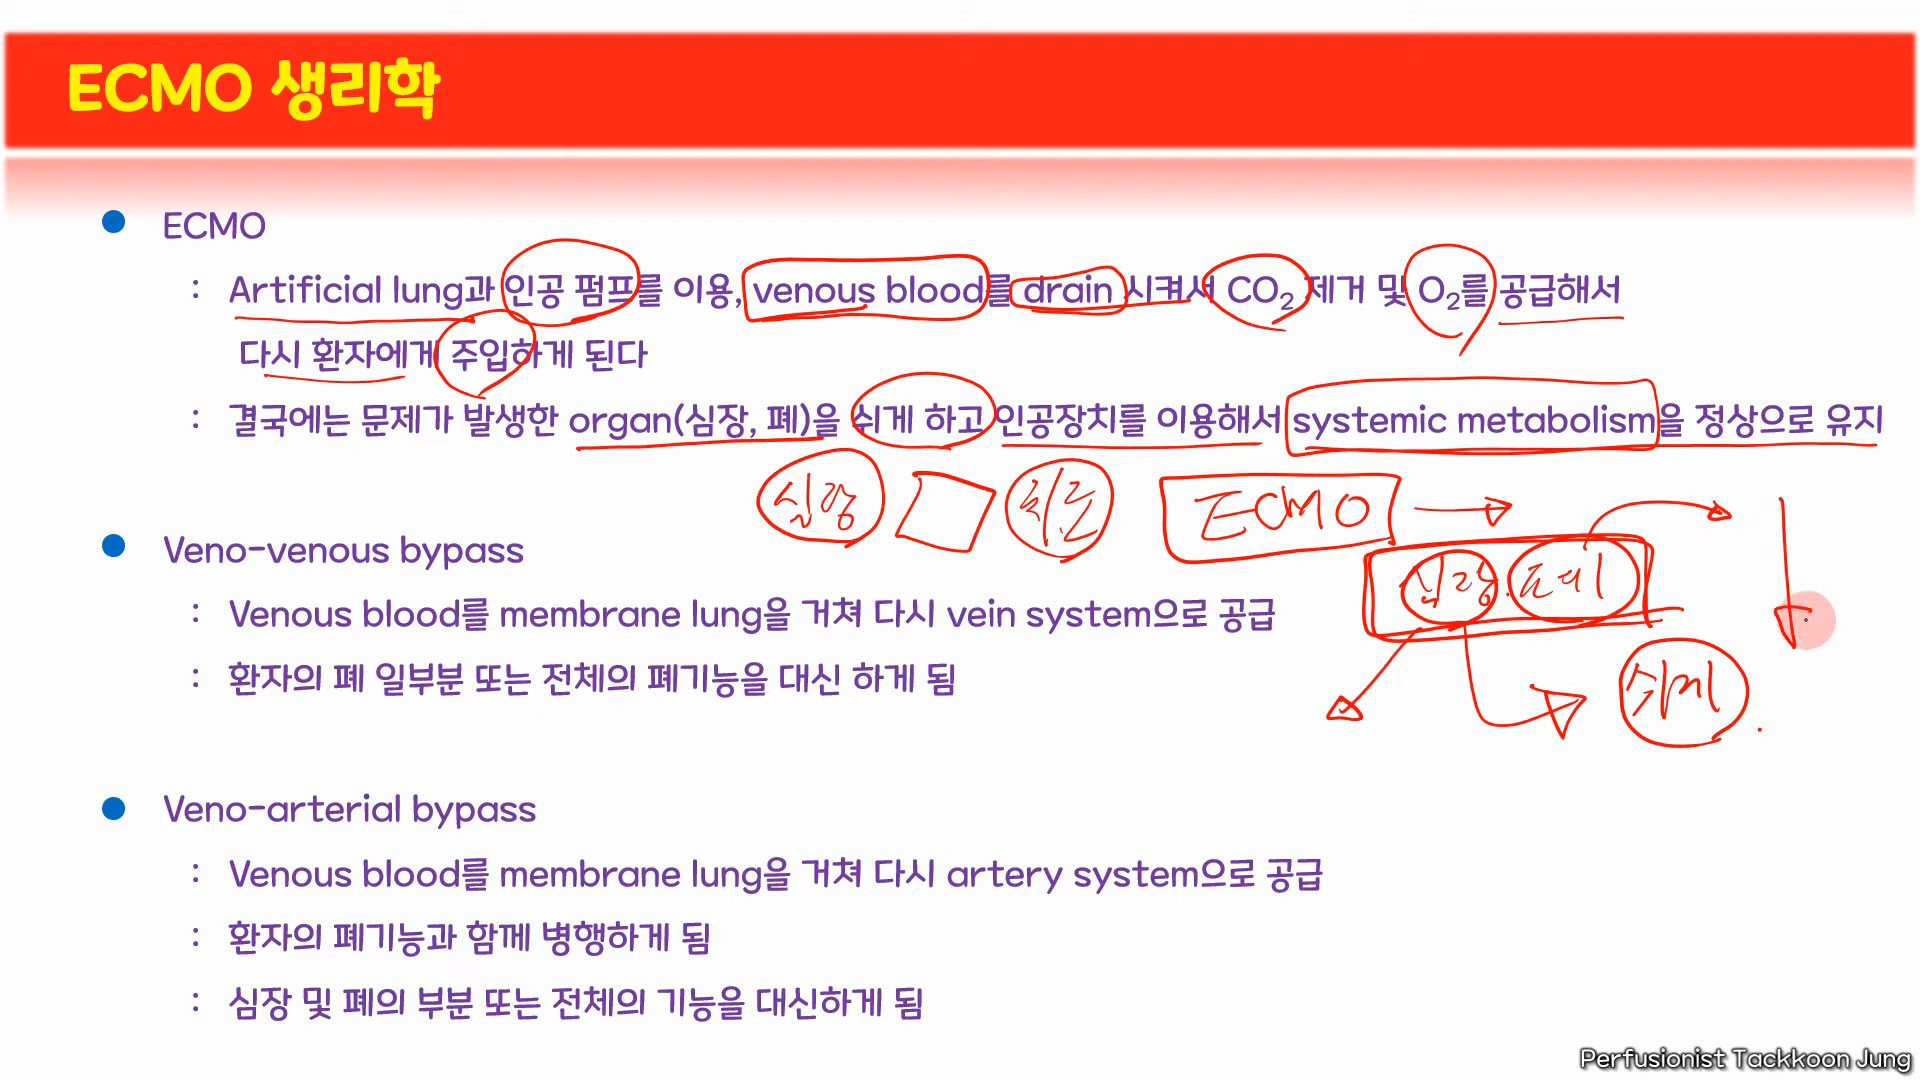 ECMO 생리학
● ECMO
: Artificial lung과 인공 펌프를 이용, venous blood를 drain 시켜서 CO₂ 제거 및 O₂를 공급해서
다시 환자에게 주입하게 된다
: 결국에는 문제가 발생한 organ(심장, 폐)을 쉬게 하고 인공장치를 이용해서 systemic metabolism을 정상으로 유지
심장
치료
ECMO
● Veno-venous bypass
심장
: Venous blood를 membrane lung을 거쳐 다시 vein system으로 공급
: 환자의 폐 일부분 또는 전체의 폐기능을 대신 하게 됨
쉬게
● Veno-arterial bypass
: Venous blood를 membrane lung을 거쳐 다시 artery system으로 공급
: 환자의 폐기능과 함께 병행하게 됨
: 심장 및 폐의 부분 또는 전체의 기능을 대신하게 됨
Perfusionist Tackkoon Jung